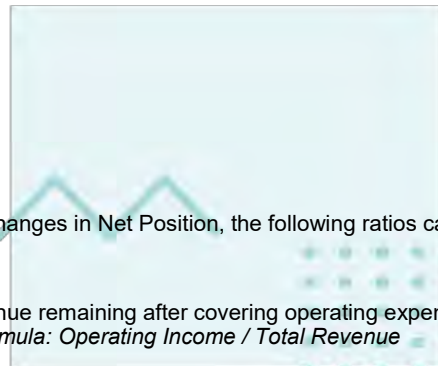 hanges in Net Position, the following ratios ca
nue remaining after covering operating exper
mula: Operating Income / Total Revenue